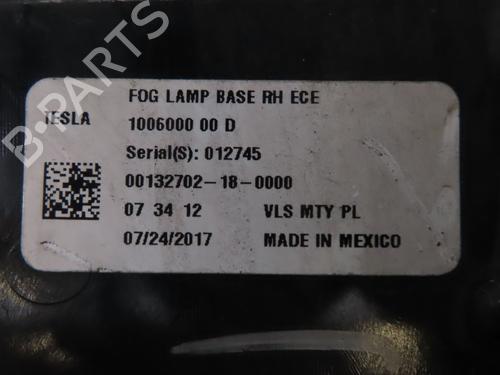 FOG LAMP BASE RH ECE
TESLA
1006000 00 D
Serial(S): 012745
00132702-18-0000
07 34 12 VLS MTY PL
07/24/2017 MADE IN MEXICO